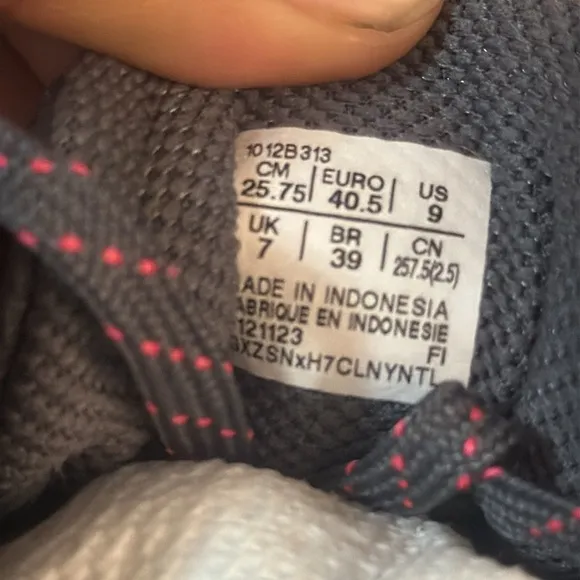 1012B313
CM 25.75 | EURO 40.5 | US 9
UK 7 | BR 39 | CN 257.5(2.5)
ADE IN INDONESIA
ABRIQUE EN INDONESIE
121123 FI
XZSNxH7CLNYNTL